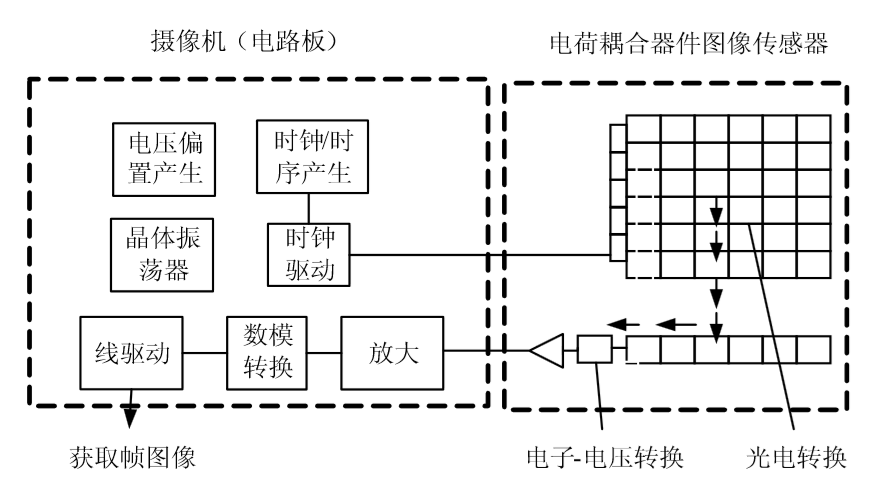 摄像机（电路板）
电荷耦合器件图像传感器
电压偏
置产生
时钟/时
序产生
晶体振
荡器
时钟
驱动
线驱动
数模
转换
放大
获取帧图像
电子-电压转换
光电转换